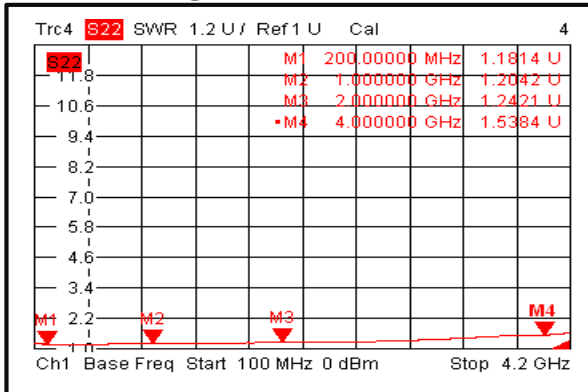 Trc4 S22 SWR 1.2 U / Ref 1 U Cal 4
S22
M1 200.00000 MHz 1.1814 U
11.8
M2 1.000000 GHz 1.2042 U
M3 2.000000 GHz 1.2421 U
10.6
•M4 4.000000 GHz 1.5384 U
9.4
8.2
7.0
5.8
4.6
3.4
2.2
M1 M2 M3 M4
1.0
Ch1 Base Freq Start 100 MHz 0 dBm Stop 4.2 GHz